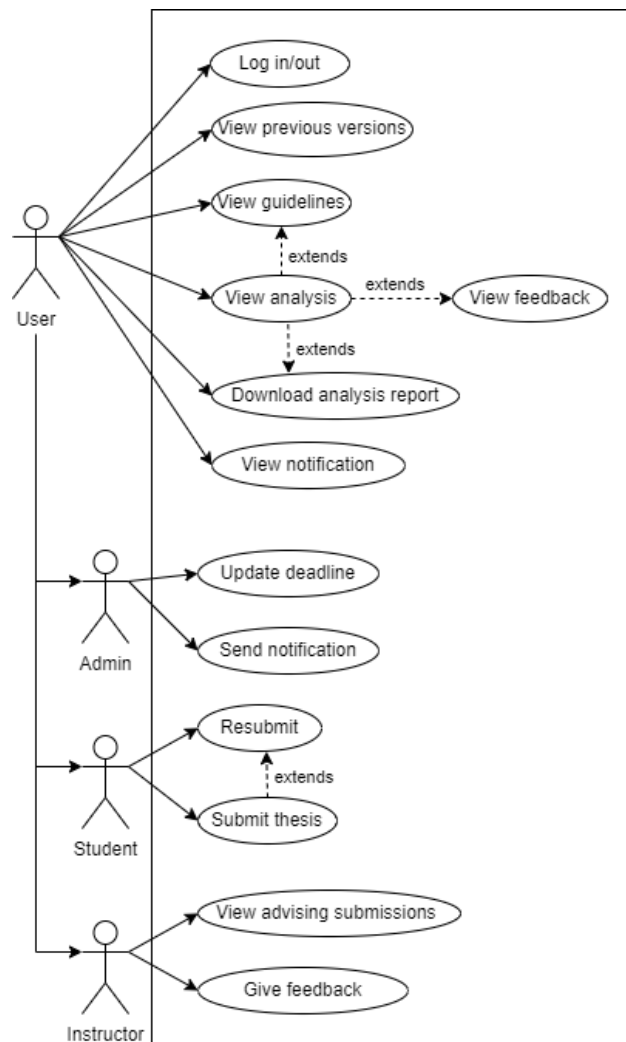 Log in/out
View previous versions
View guidelines
extends
User
View analysis
extends
View feedback
extends
Download analysis report
View notification
Update deadline
Admin
Send notification
Resubmit
extends
Student
Submit thesis
View advising submissions
Give feedback
Instructor